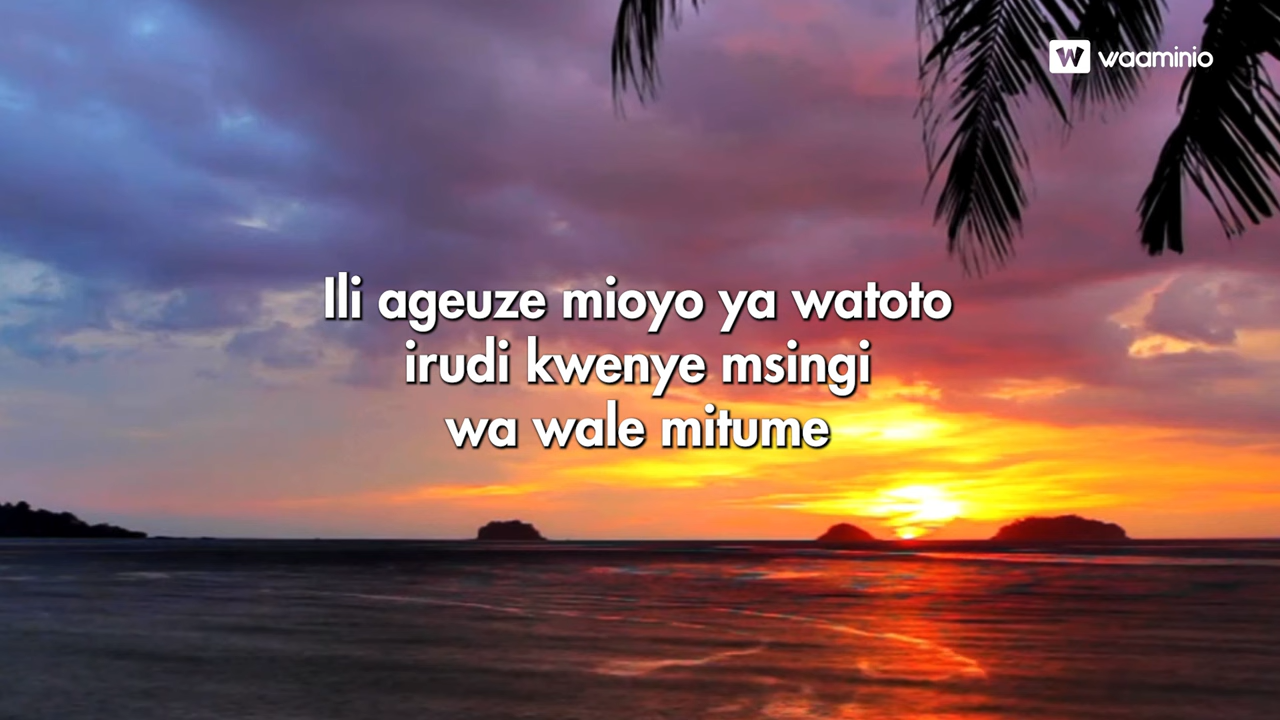 waaminio
Ili ageuze mioyo ya watoto
irudi kwenye msingi
wa wale mitume